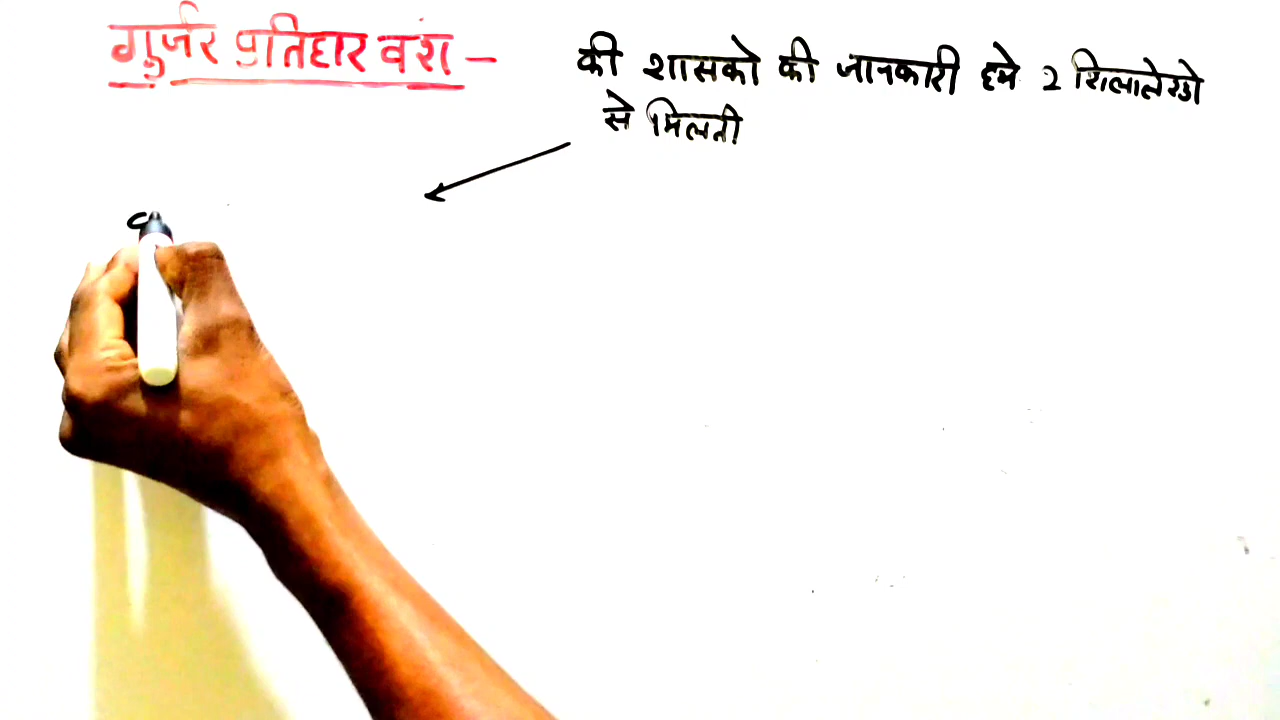 गुर्जर प्रतिहार वंश -
की शासको की जानकारी हमे 2 शिलालेखो
से मिलती